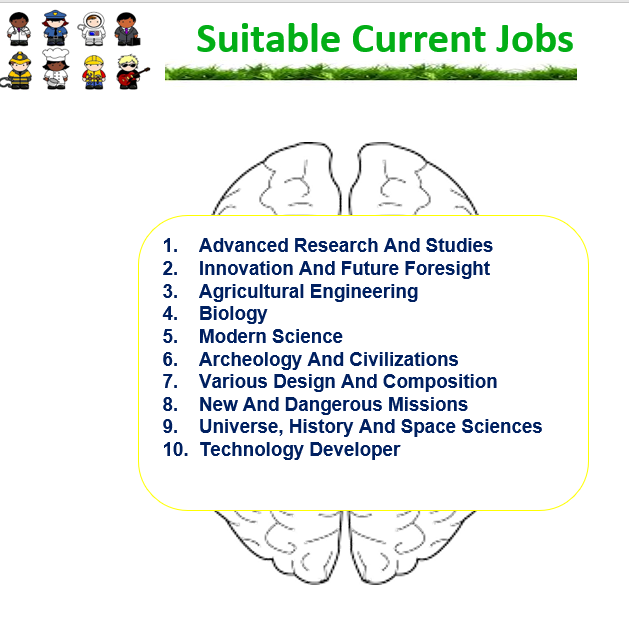 Suitable Current Jobs
1. Advanced Research And Studies
2. Innovation And Future Foresight
3. Agricultural Engineering
4. Biology
5. Modern Science
6. Archeology And Civilizations
7. Various Design And Composition
8. New And Dangerous Missions
9. Universe, History And Space Sciences
10. Technology Developer